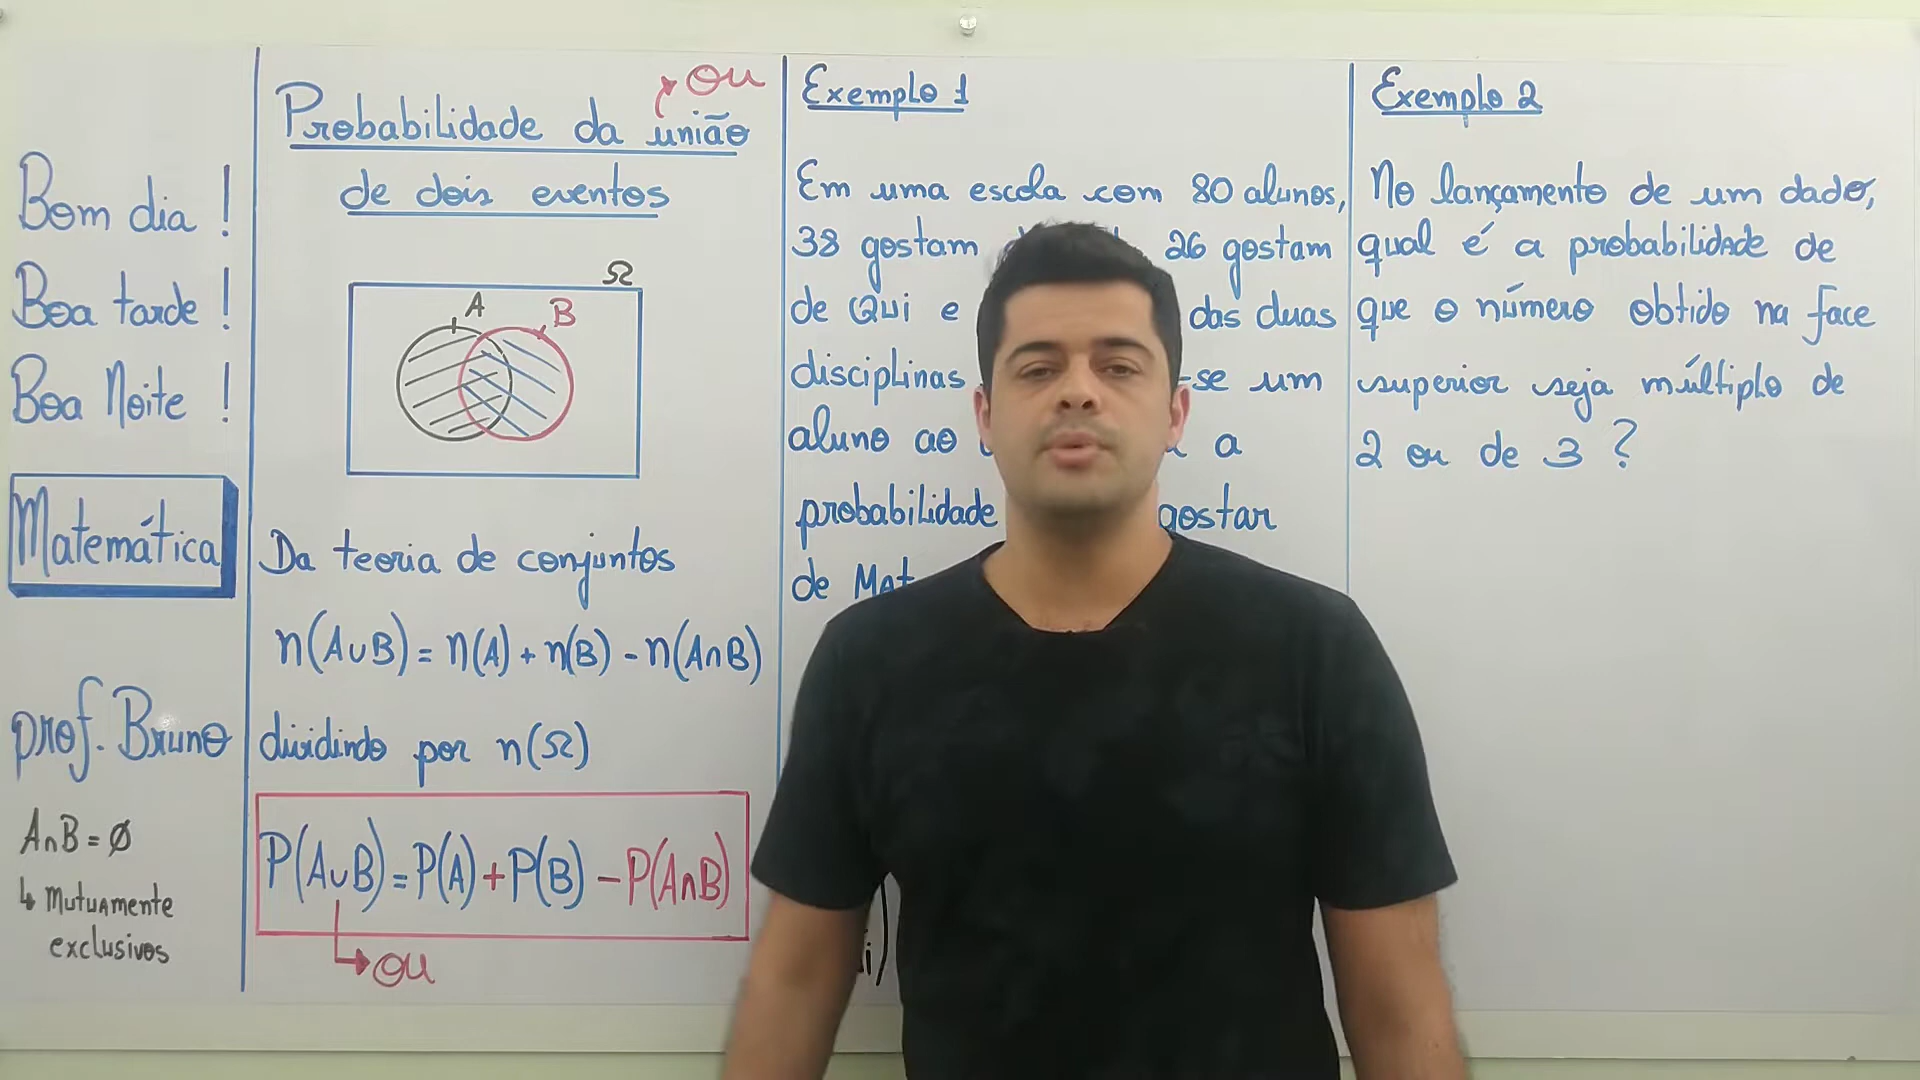 Bom dia!
Boa tarde!
Boa Noite!
Matemática
prof. Bruno
A∩B = ∅
↳ Mutuamente
exclusivos
ou
Probabilidade da união
de dois eventos
Ω
A
B
Da teoria de conjuntos
n(A∪B) = n(A) + n(B) - n(A∩B)
dividindo por n(Ω)
P(A∪B) = P(A) + P(B) - P(A∩B)
ou
Exemplo 1
Em uma escola com 80 alunos,
38 gostam 26 gostam
de Qui e das duas
disciplinas -se um
aluno ao a
probabilidade gostar
de Mat
i)
Exemplo 2
No lançamento de um dado,
qual é a probabilidade de
que o número obtido na face
superior seja múltiplo de
2 ou de 3?